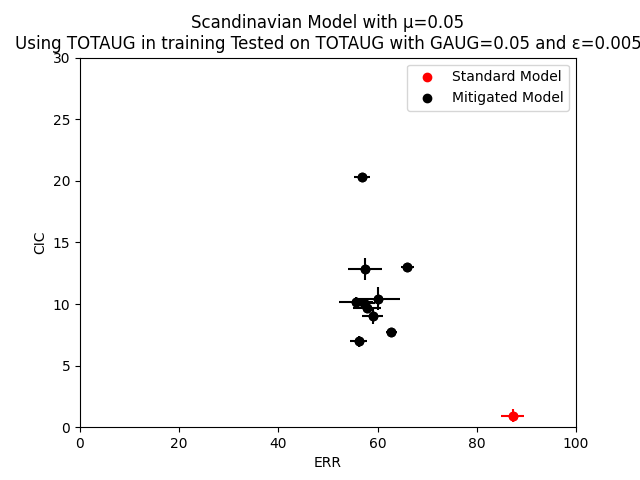 Scandinavian Model with μ=0.05
Using TOTAUG in training Tested on TOTAUG with GAUG=0.05 and ε=0.005
Standard Model
Mitigated Model
30
25
20
15
10
5
0
CIC
0 20 40 60 80 100
ERR